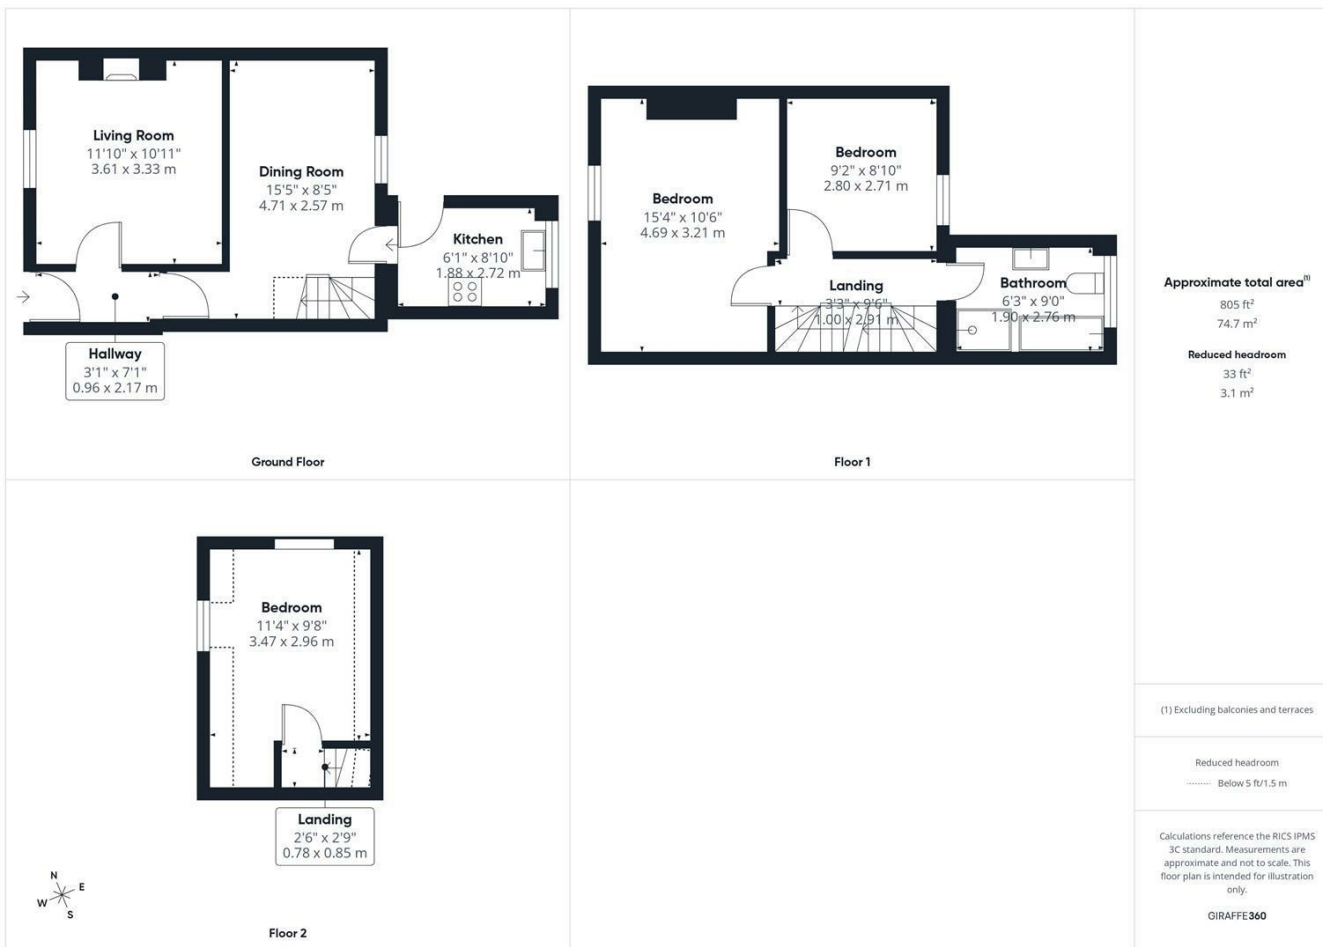 Living Room
11'10" x 10'11"
3.61 x 3.33 m
Dining Room
15'5" x 8'5"
4.71 x 2.57 m
Kitchen
6'1" x 8'10"
1.88 x 2.72 m
Hallway
3'1" x 7'1"
0.96 x 2.17 m
Ground Floor
Bedroom
15'4" x 10'6"
4.69 x 3.21 m
Bedroom
9'2" x 8'10"
2.80 x 2.71 m
Landing
3'3" x 9'6"
1.00 x 2.91 m
Bathroom
6'3" x 9'0"
1.90 x 2.76 m
Floor 1
Bedroom
11'4" x 9'8"
3.47 x 2.96 m
Landing
2'6" x 2'9"
0.78 x 0.85 m
N
E
W
S
Floor 2
Approximate total area(1)
805 ft²
74.7 m²
Reduced headroom
33 ft²
3.1 m²
(1) Excluding balconies and terraces
Reduced headroom
Below 5 ft/1.5 m
Calculations reference the RICS IPMS
3C standard. Measurements are
approximate and not to scale. This
floor plan is intended for illustration
only.
GIRAFFE360